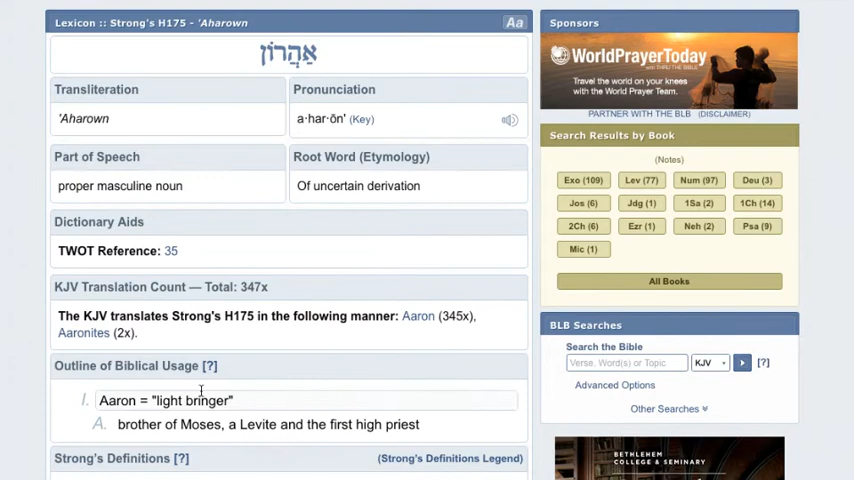 Lexicon :: Strong's H175 - 'Aharown
Aa
אַהֲרוֹן
Transliteration
Pronunciation
'Aharown
a·har·ōn' (Key)
Part of Speech
Root Word (Etymology)
proper masculine noun
Of uncertain derivation
Dictionary Aids
TWOT Reference: 35
KJV Translation Count — Total: 347x
The KJV translates Strong's H175 in the following manner: Aaron (345x),
Aaronites (2x).
Outline of Biblical Usage [?]
I. Aaron = "light bringer"
A. brother of Moses, a Levite and the first high priest
Strong's Definitions [?]
(Strong's Definitions Legend)
Sponsors
WorldPrayerToday
Travel the world on your knees
with the World Prayer Team.
PARTNER WITH THE BLB (DISCLAIMER)
Search Results by Book
(Notes)
Exo (109) Lev (77) Num (97) Deu (3)
Jos (6) Jdg (1) 1Sa (2) 1Ch (14)
2Ch (6) Ezr (1) Neh (2) Psa (9)
Mic (1)
All Books
BLB Searches
Search the Bible
Verse, Word(s) or Topic KJV [?]
Advanced Options
Other Searches
BETHLEHEM
COLLEGE & SEMINARY